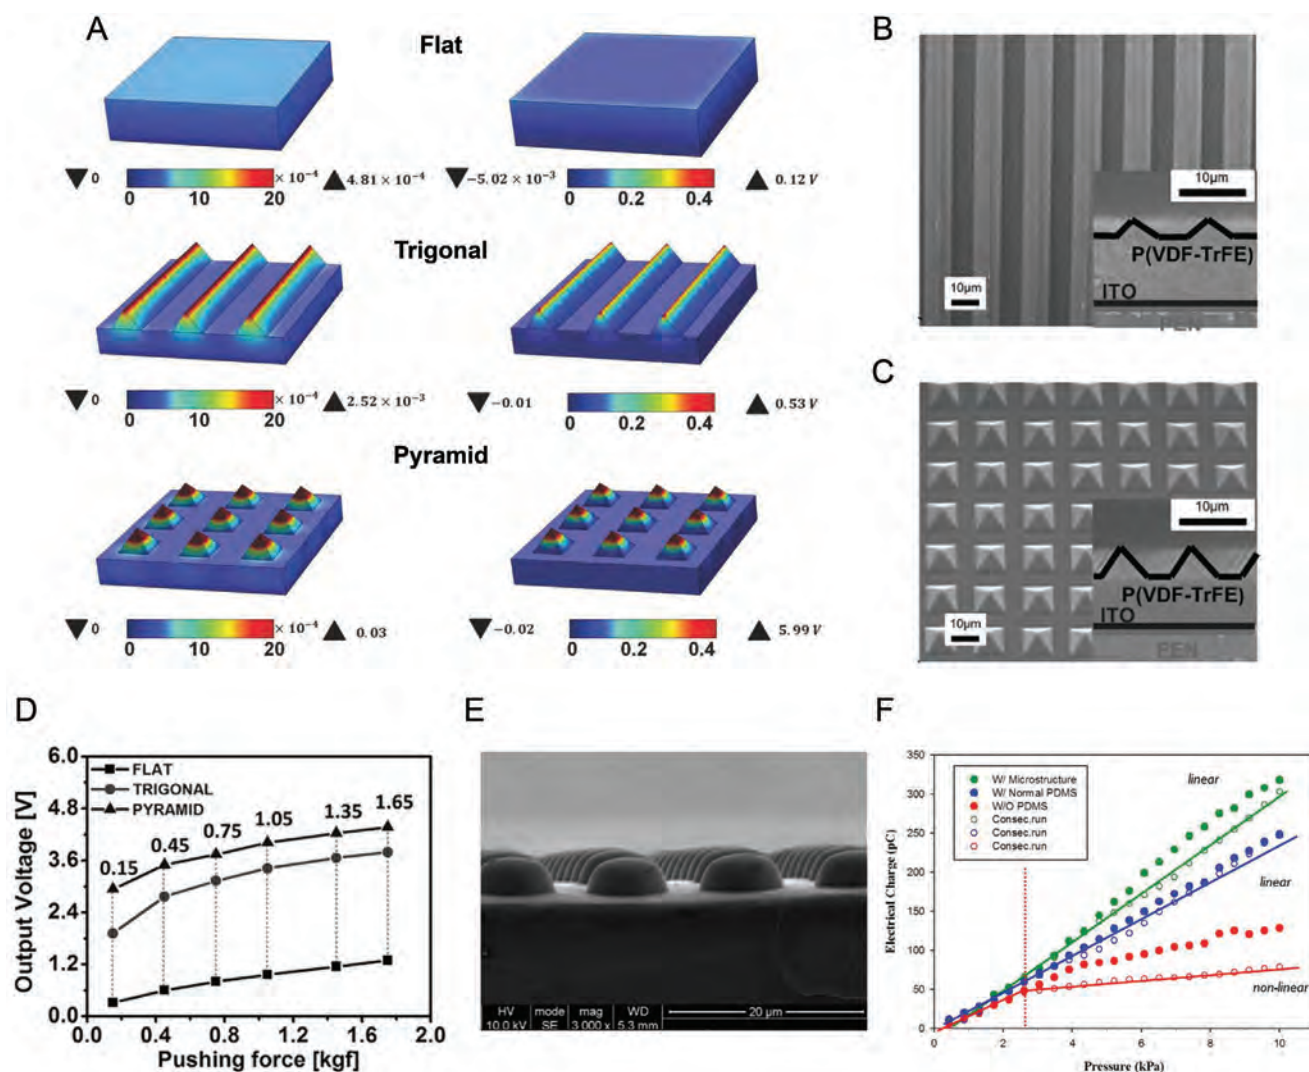 A
Flat
▼0
0 10 20
× 10⁻⁴
▲4.81 × 10⁻⁴
▼−5.02 × 10⁻³
0 0.2 0.4
▲ 0.12 V
Trigonal
▼0
0 10 20
× 10⁻⁴
▲2.52 × 10⁻³
▼−0.01
0 0.2 0.4
▲ 0.53 V
Pyramid
▼0
0 10 20
× 10⁻⁴
▲ 0.03
▼−0.02
0 0.2 0.4
▲ 5.99 V
B
10µm
P(VDF-TrFE)
ITO
PEN
10µm
C
10µm
P(VDF-TrFE)
ITO
PEN
10µm
D
Output Voltage [V]
6.0
4.8
3.6
2.4
1.2
0.0
FLAT
TRIGONAL
PYRAMID
0.15
0.45
0.75
1.05
1.35
1.65
0.0 0.4 0.8 1.2 1.6 2.0
Pushing force [kgf]
E
HV mode mag WD
10.0 kV SE 3 000 x 5.3 mm
20 µm
F
Electrical Charge (pC)
350
300
250
200
150
100
50
0
W/ Microstructure
W/ Normal PDMS
W/O PDMS
Consec.run
Consec.run
Consec.run
linear
linear
non-linear
0 2 4 6 8 10
Pressure (kPa)